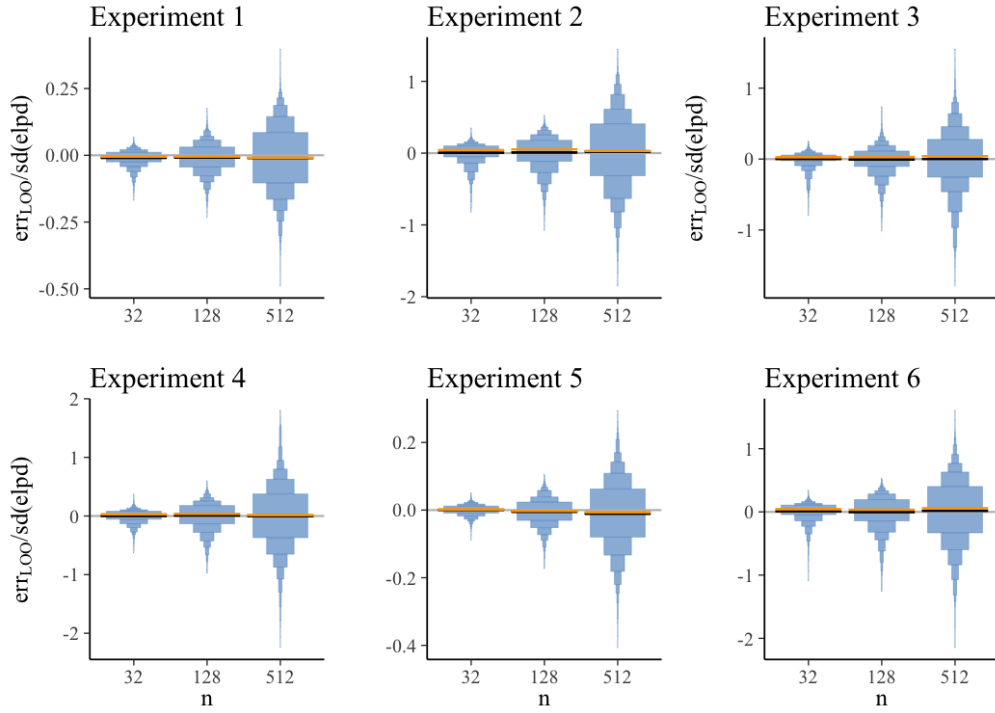 Experiment 1
err_LOO/sd(elpd)
0.25
0.00
-0.25
-0.50
32 128 512
Experiment 2
1
0
-1
-2
32 128 512
Experiment 3
err_LOO/sd(elpd)
1
0
-1
32 128 512
Experiment 4
err_LOO/sd(elpd)
2
1
0
-1
-2
32 128 512
n
Experiment 5
0.2
0.0
-0.2
-0.4
32 128 512
n
Experiment 6
1
0
-1
-2
32 128 512
n